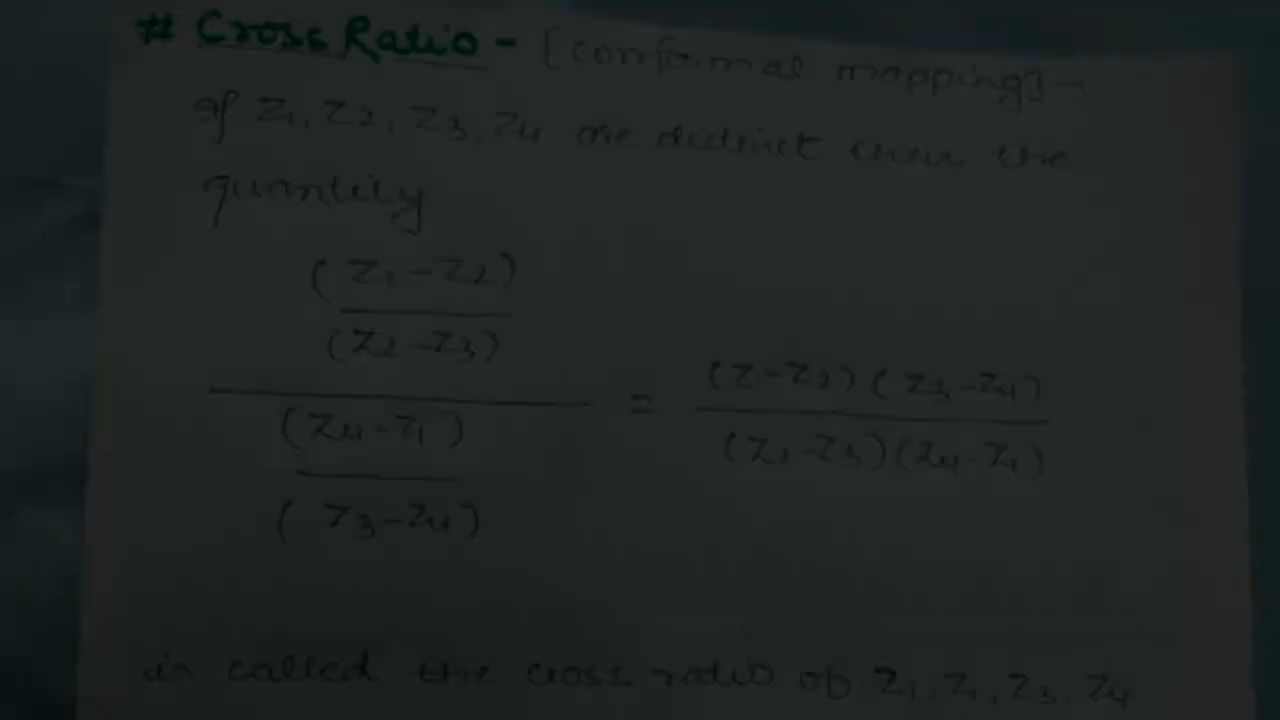 # Cross Ratio - [conformal mapping] -
If z1, z2, z3, z4 are distinct then the
quantity
(z1 - z2)
(z2 - z3)
(z4 - z1)
(z3 - z4)
= (z - z2) (z3 - z4)
(z2 - z3) (z4 - z1)
is called the cross ratio of z1, z2, z3, z4